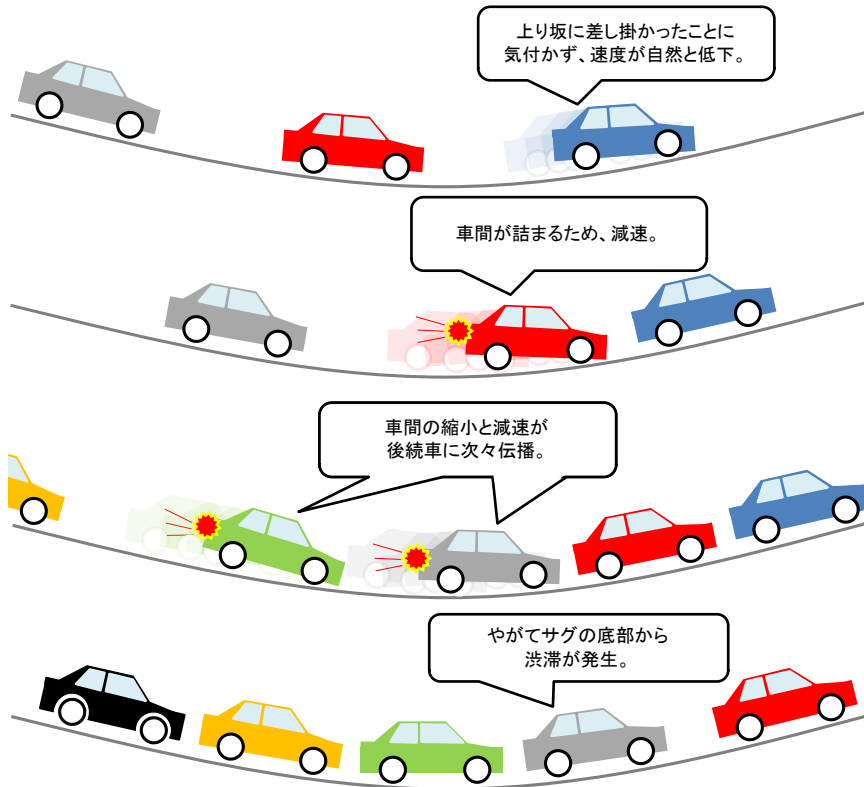 上り坂に差し掛かったことに
気付かず、速度が自然と低下。
車間が詰まるため、減速。
車間の縮小と減速が
後続車に次々伝播。
やがてサグの底部から
渋滞が発生。